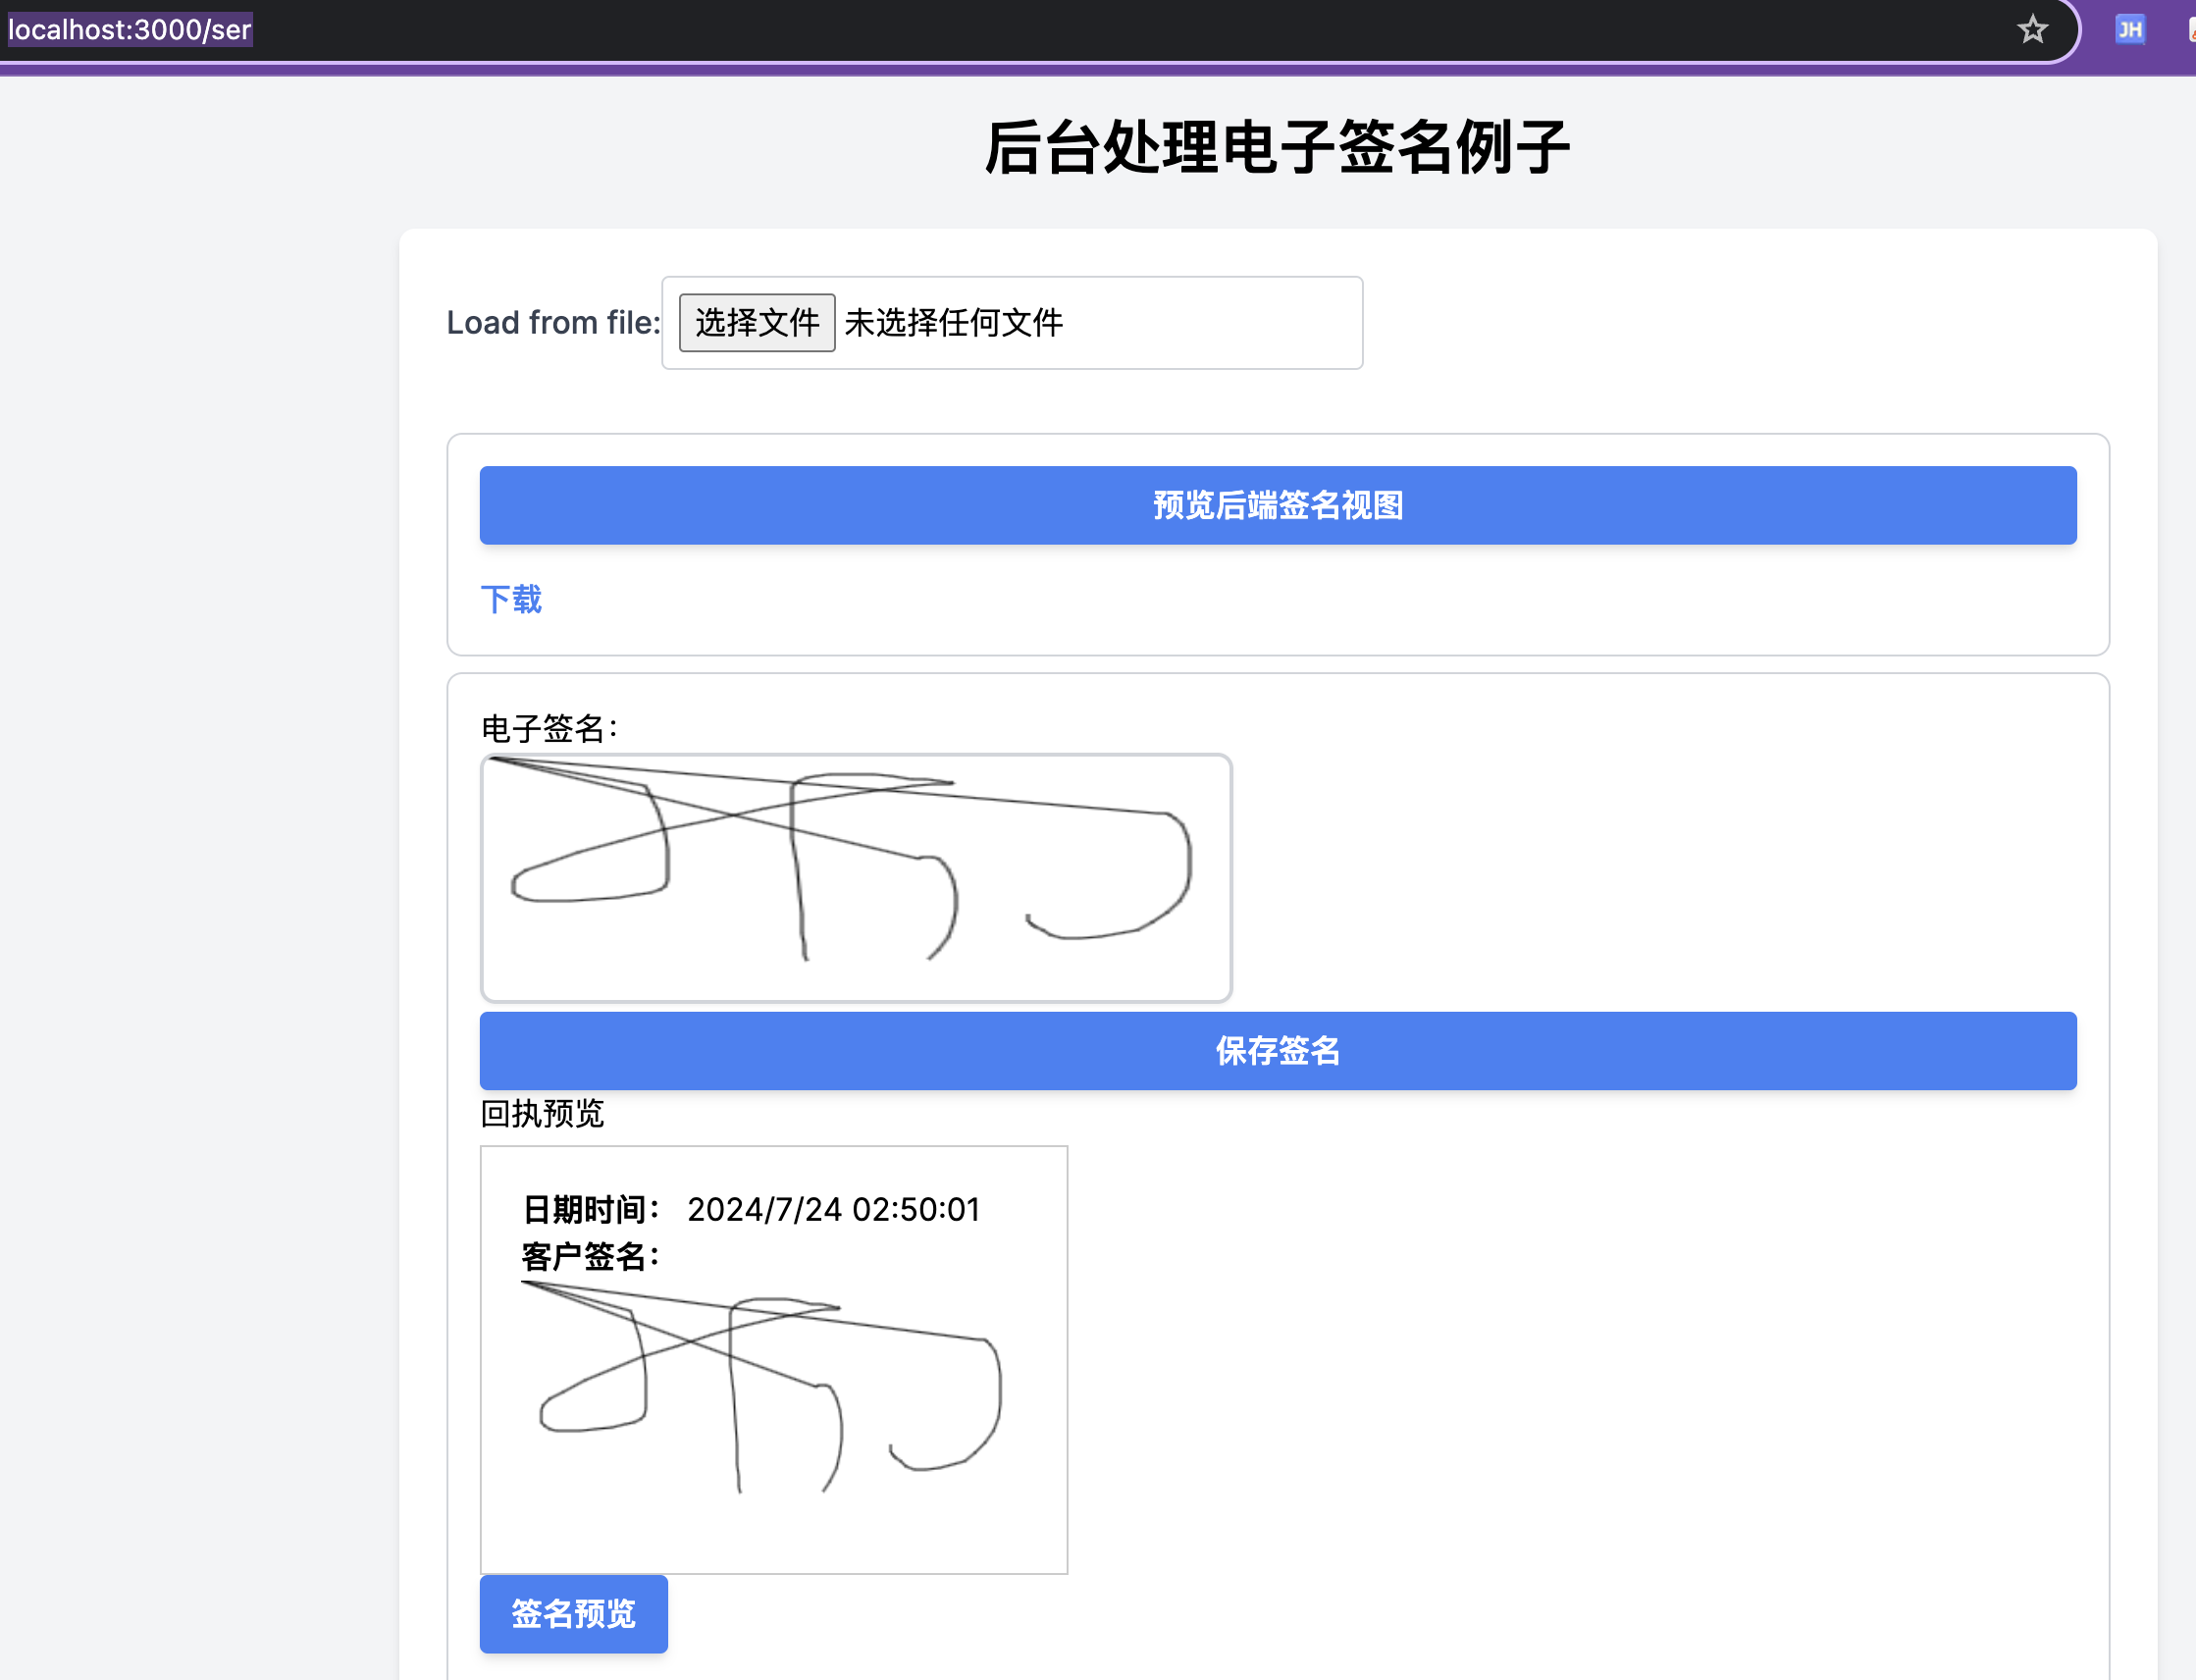 localhost:3000/ser
JH
后台处理电子签名例子
Load from file: 选择文件 未选择任何文件
预览后端签名视图
下载
电子签名：
保存签名
回执预览
日期时间： 2024/7/24 02:50:01
客户签名：
签名预览